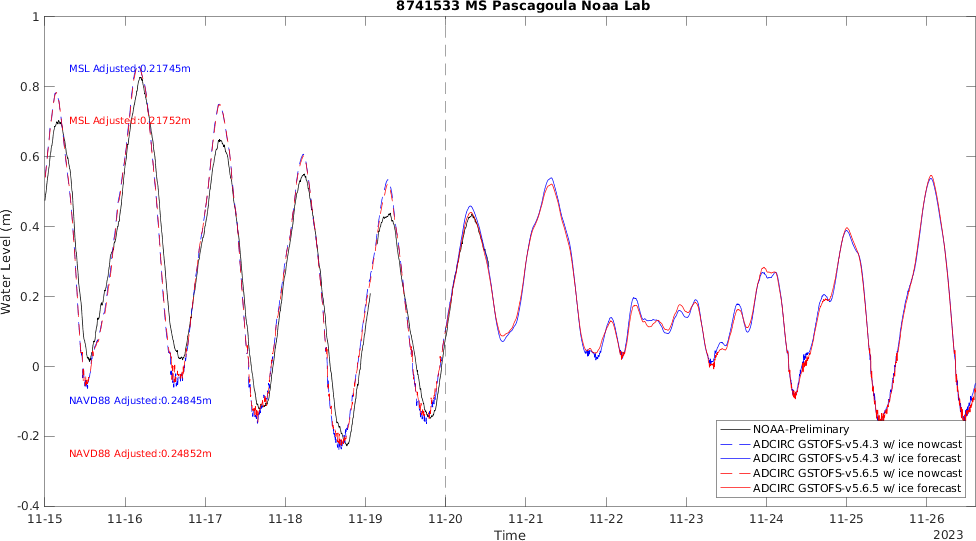 8741533 MS Pascagoula Noaa Lab
Water Level (m)
1
0.8
0.6
0.4
0.2
0
-0.2
-0.4
MSL Adjusted:0.21745m
MSL Adjusted:0.21752m
NAVD88 Adjusted:0.24845m
NAVD88 Adjusted:0.24852m
NOAA-Preliminary
ADCIRC GSTOFS-v5.4.3 w/ ice nowcast
ADCIRC GSTOFS-v5.4.3 w/ ice forecast
ADCIRC GSTOFS-v5.6.5 w/ ice nowcast
ADCIRC GSTOFS-v5.6.5 w/ ice forecast
11-15 11-16 11-17 11-18 11-19 11-20 11-21 11-22 11-23 11-24 11-25 11-26
2023
Time